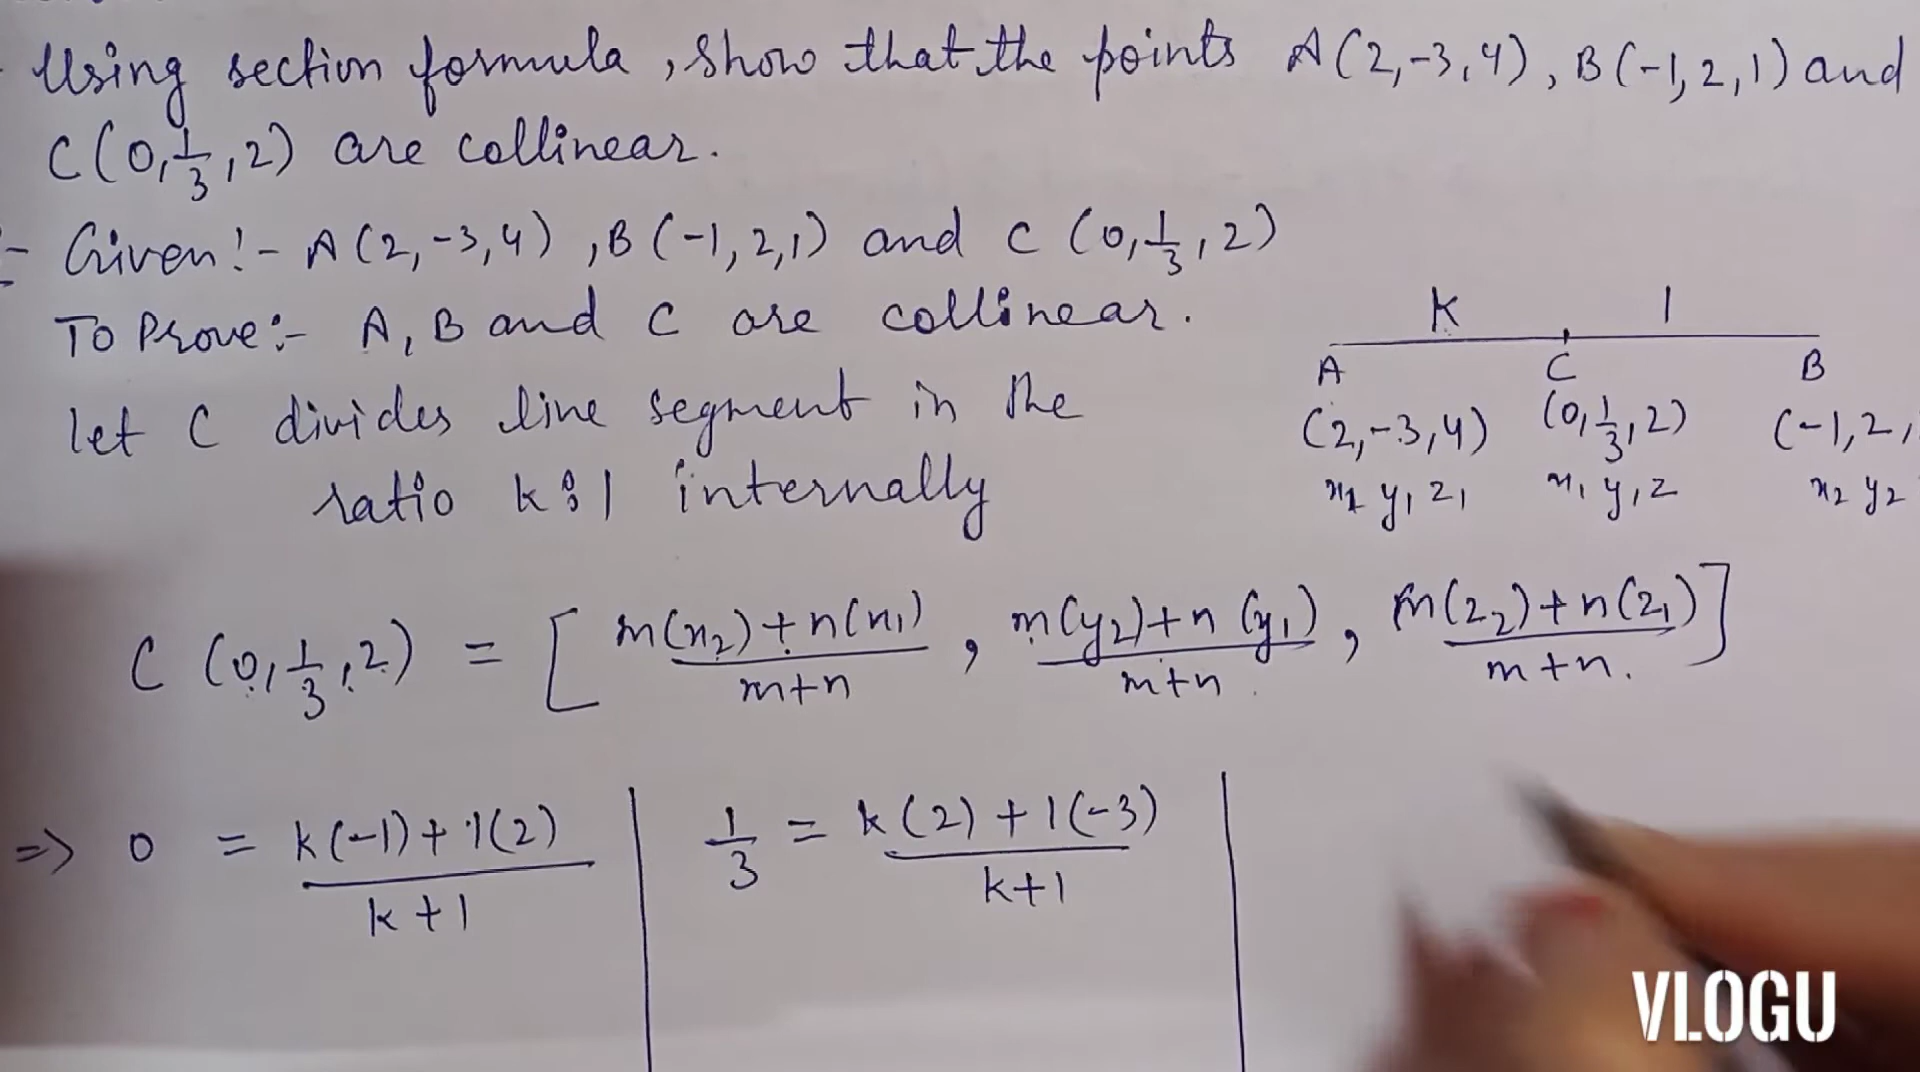 Using section formula, show that the points A(2,-3,4), B(-1,2,1) and
C(0,1/3,2) are collinear.
Given:- A(2,-3,4), B(-1,2,1) and C (0,1/3,2)
To Prove:- A, B and C are collinear.
K 1
A C B
let C divides line segment in the
(2,-3,4) (0,1/3,2) (-1,2,
ratio k:1 internally
x1 y1 z1 x, y, z x2 y2
C (0,1/3,2) = [ m(x2)+n(x1)/m+n , m(y2)+n(y1)/m+n , m(z2)+n(z1)/m+n. ]
=> 0 = k(-1)+1(2)/k+1 | 1/3 = k(2)+1(-3)/k+1 |
VLOGU